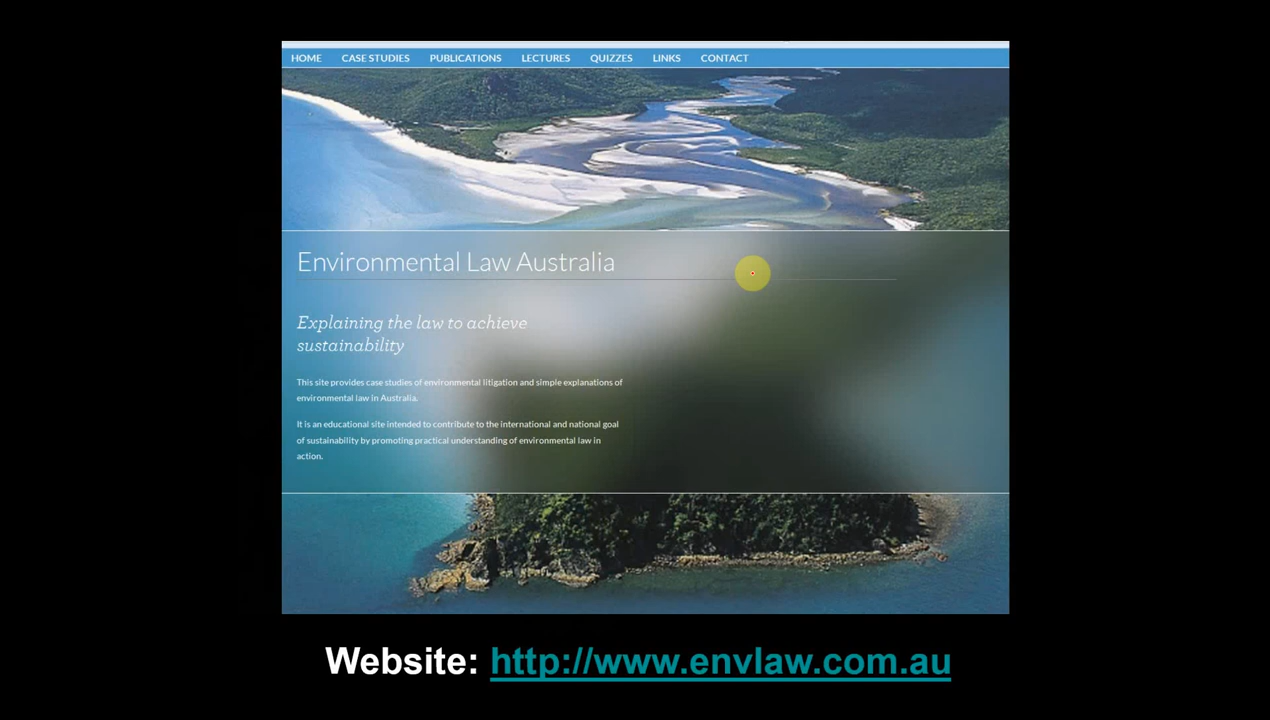 HOME CASE STUDIES PUBLICATIONS LECTURES QUIZZES LINKS CONTACT
Environmental Law Australia
Explaining the law to achieve
sustainability
This site provides case studies of environmental litigation and simple explanations of
environmental law in Australia.
It is an educational site intended to contribute to the international and national goal
of sustainability by promoting practical understanding of environmental law in
action.
Website: http://www.envlaw.com.au